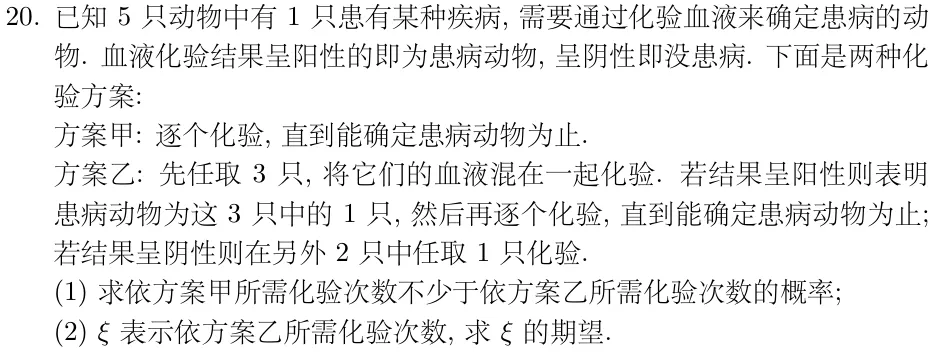 20. 已知 5 只动物中有 1 只患有某种疾病, 需要通过化验血液来确定患病的动
物. 血液化验结果呈阳性的即为患病动物, 呈阴性即没患病. 下面是两种化
验方案:
方案甲: 逐个化验, 直到能确定患病动物为止.
方案乙: 先任取 3 只, 将它们的血液混在一起化验. 若结果呈阳性则表明
患病动物为这 3 只中的 1 只, 然后再逐个化验, 直到能确定患病动物为止;
若结果呈阴性则在另外 2 只中任取 1 只化验.
(1) 求依方案甲所需化验次数不少于依方案乙所需化验次数的概率;
(2) ξ 表示依方案乙所需化验次数, 求 ξ 的期望.